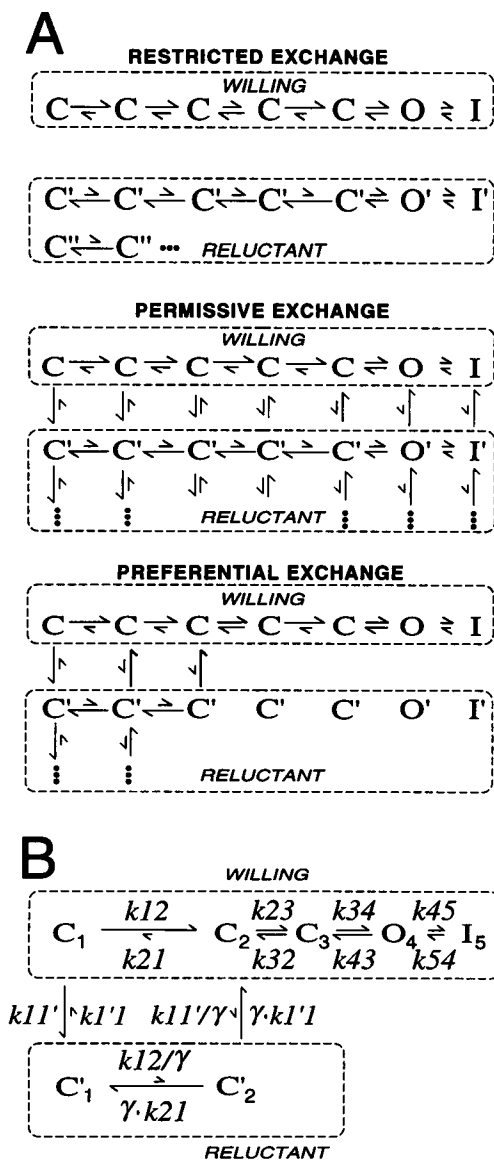 A
RESTRICTED EXCHANGE
WILLING
C C C C C O I
C' C' C' C' C' O' I'
C'' C'' ••• RELUCTANT
PERMISSIVE EXCHANGE
WILLING
C C C C C O I
C' C' C' C' C' O' I'
RELUCTANT
PREFERENTIAL EXCHANGE
WILLING
C C C C C O I
C' C' C' C' C' O' I'
RELUCTANT
B
WILLING
k12 k23 k34 k45
C₁ C₂ C₃ O₄ I₅
k21 k32 k43 k54
k11' k1'1 k11'/γ γ·k1'1
k12/γ
C'₁ C'₂
γ·k21
RELUCTANT